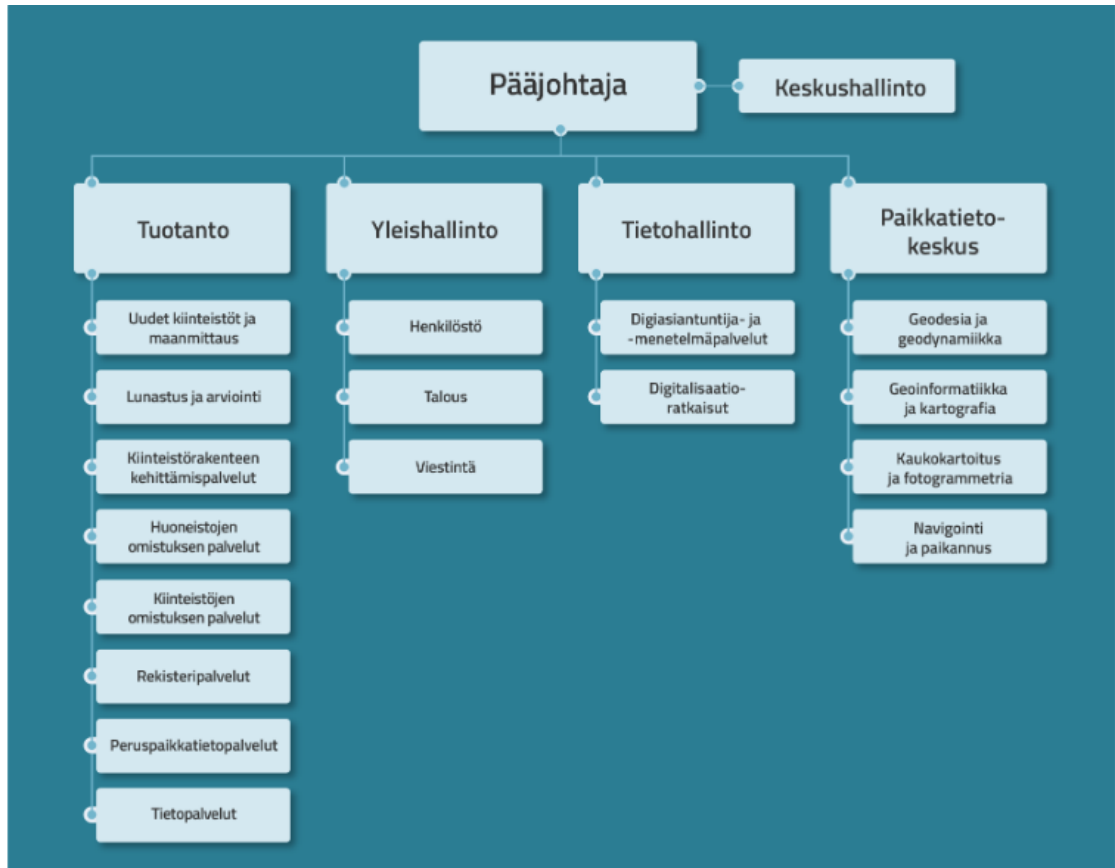 Pääjohtaja
Keskushallinto
Tuotanto
Uudet kiinteistöt ja
maanmittaus
Lunastus ja arviointi
Kiinteistörakenteen
kehittämispalvelut
Huoneistojen
omistuksen palvelut
Kiinteistöjen
omistuksen palvelut
Rekisteripalvelut
Peruspaikkatietopalvelut
Tietopalvelut
Yleishallinto
Henkilöstö
Talous
Viestintä
Tietohallinto
Digiasiantuntija- ja
-menetelmäpalvelut
Digitalisaatio-
ratkaisut
Paikkatieto-
keskus
Geodesia ja
geodynamiikka
Geoinformatiikka
ja kartografia
Kaukokartoitus
ja fotogrammetria
Navigointi
ja paikannus